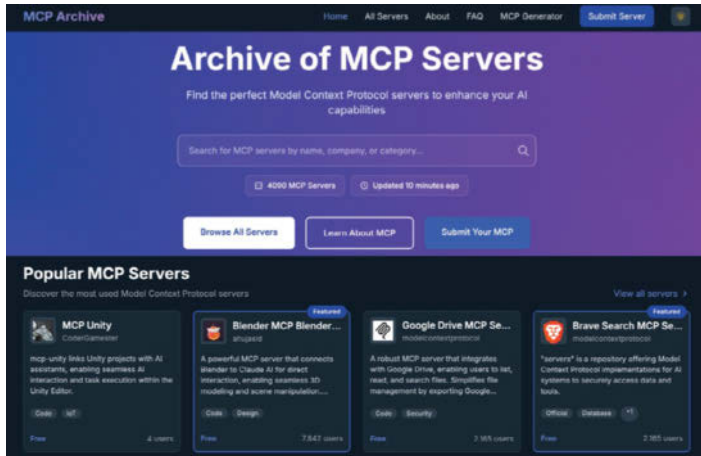 MCP Archive
Home All Servers About FAQ MCP Generator Submit Server
Archive of MCP Servers
Find the perfect Model Context Protocol servers to enhance your AI
capabilities
Search for MCP servers by name, company, or category...
4090 MCP Servers
Updated 10 minutes ago
Browse All Servers
Learn About MCP
Submit Your MCP
Popular MCP Servers
Discover the most used Model Context Protocol servers
View all servers
MCP Unity
CoderGamester
mcp-unity links Unity projects with AI
assistants, enabling seamless AI
interaction and task execution within the
Unity Editor.
Code IoT
Free 4 users
Featured
Blender MCP Blender...
ahujasid
A powerful MCP server that connects
Blender to Claude AI for direct
interaction, enabling seamless 3D
modeling and scene manipulation....
Code Design
Free 7,847 users
Google Drive MCP Se...
modelcontextprotocol
A robust MCP server that integrates
with Google Drive, enabling users to list,
read, and search files. Simplifies file
management by exporting Google...
Code Security
Free 2,185 users
Featured
Brave Search MCP Se...
modelcontextprotocol
"servers" is a repository offering Model
Context Protocol implementations for AI
systems to securely access data and
tools.
Official Database +1
Free 2,185 users